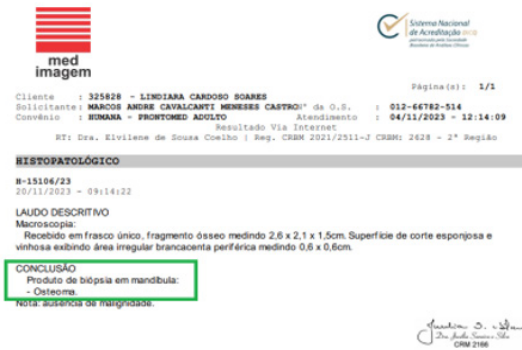 med
imagem
Sistema Nacional
de Acreditação DICQ
Página(s): 1/1
Cliente : 325828 - LINDIARA CARDOSO SOARES
Solicitante: MARCOS ANDRE CAVALCANTI MENESES CASTRO Nº da O.S. : 012-66782-514
Convênio : HUMANA - PRONTOMED ADULTO Atendimento : 04/11/2023 - 12:14:09
Resultado Via Internet
RT: Dra. Elvilene de Souza Coelho | Reg. CRBM 2021/2511-J CRBM: 2628 - 2ª Região
HISTOPATOLÓGICO
H-15106/23
20/11/2023 - 09:14:22
LAUDO DESCRITIVO
Macroscopia:
Recebido em frasco único, fragmento ósseo medindo 2,6 x 2,1 x 1,5cm. Superfície de corte esponjosa e
vinhosa exibindo área irregular brancacenta periférica medindo 0,6 x 0,6cm.
CONCLUSÃO
Produto de biópsia em mandíbula:
- Osteoma.
Nota: ausência de malignidade.
CRM 2166